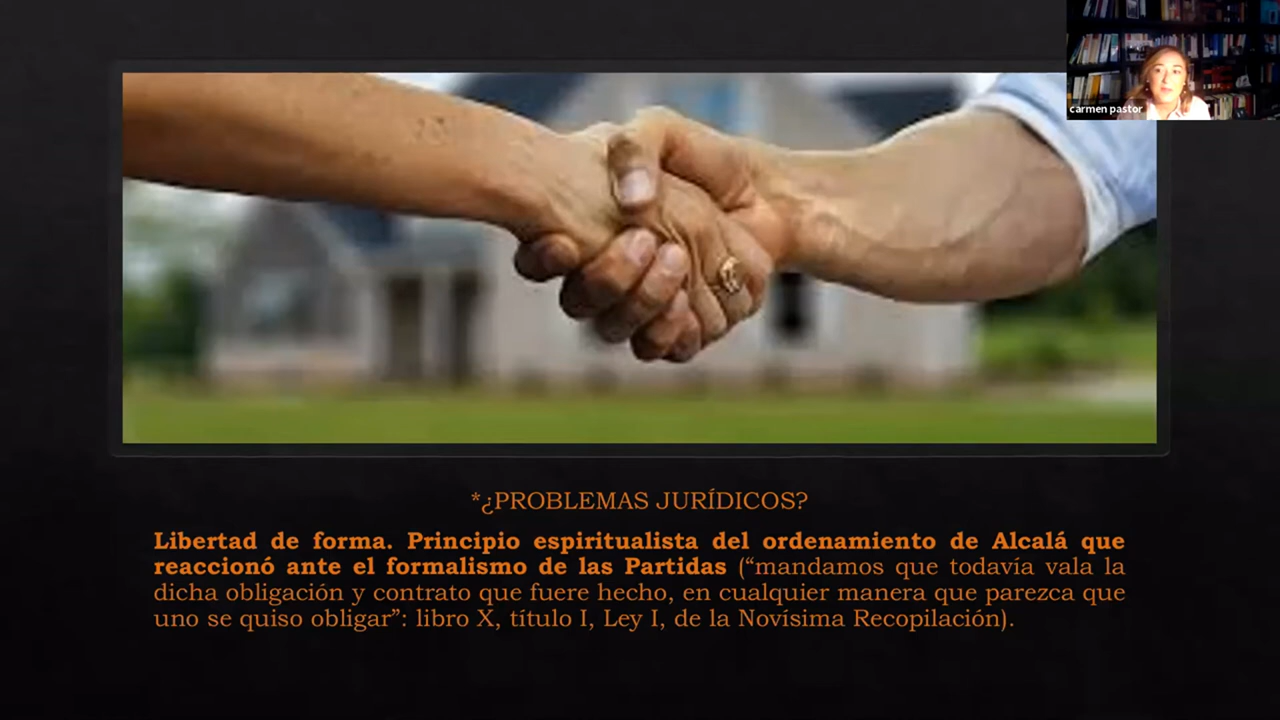 carmen pastor
*¿PROBLEMAS JURÍDICOS?
Libertad de forma. Principio espiritualista del ordenamiento de Alcalá que
reaccionó ante el formalismo de las Partidas (“mandamos que todavía vala la
dicha obligación y contrato que fuere hecho, en cualquier manera que parezca que
uno se quiso obligar”: libro X, título I, Ley I, de la Novísima Recopilación).